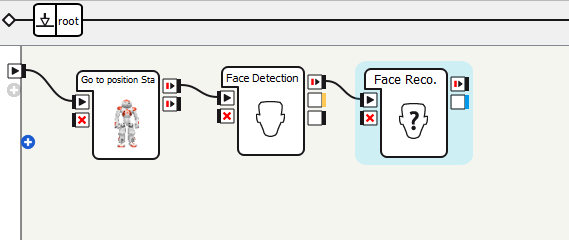 root
Go to position Sta
Face Detection
Face Reco.
?